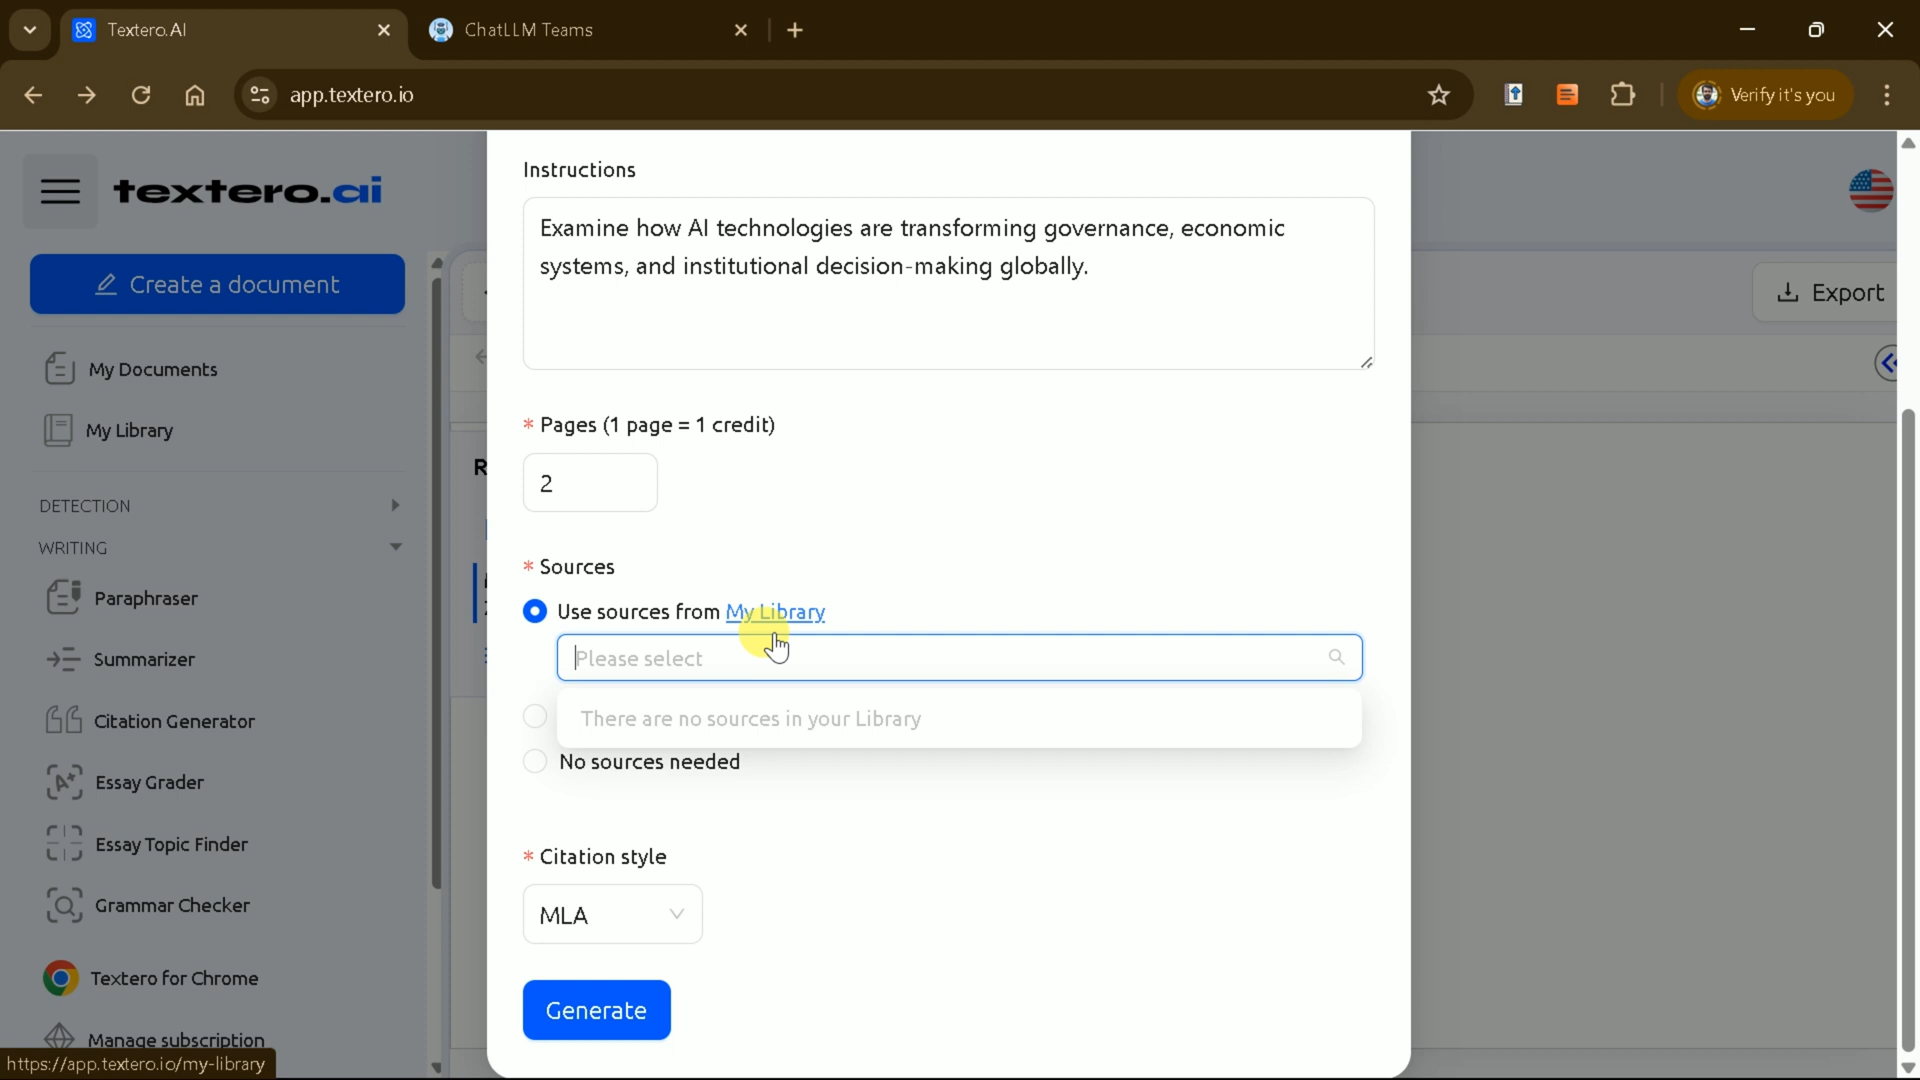 Textero.AI
ChatLLM Teams
app.textero.io
Verify it's you
textero.ai
Create a document
My Documents
My Library
DETECTION
WRITING
Paraphraser
Summarizer
Citation Generator
Essay Grader
Essay Topic Finder
Grammar Checker
Textero for Chrome
Manage subscription
https://app.textero.io/my-library
Instructions
Examine how AI technologies are transforming governance, economic
systems, and institutional decision-making globally.
* Pages (1 page = 1 credit)
2
* Sources
Use sources from My Library
Please select
There are no sources in your Library
No sources needed
* Citation style
MLA
Generate
Export